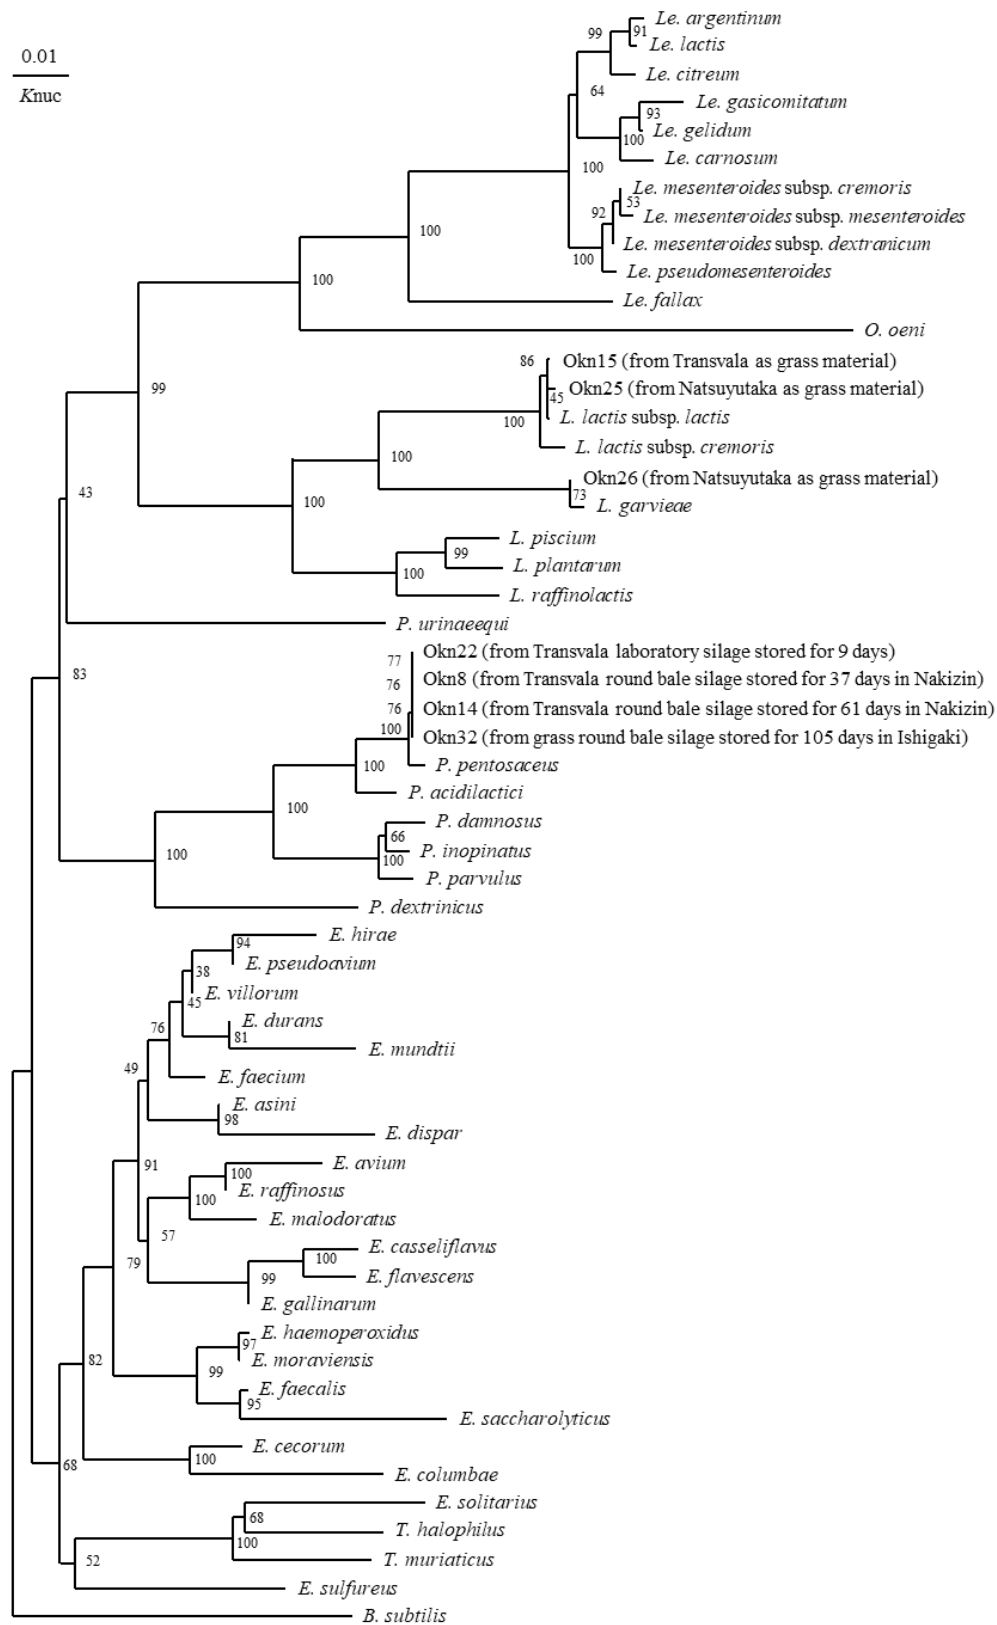 Le. argentinum
99
91
Le. lactis
0.01
Le. citreum
64
Knuc
Le. gasicomitatum
93
Le. gelidum
100
Le. carnosum
100
Le. mesenteroides subsp. cremoris
53
92
Le. mesenteroides subsp. mesenteroides
100
Le. mesenteroides subsp. dextranicum
100
Le. pseudomesenteroides
100
Le. fallax
O. oeni
86
Okn15 (from Transvala as grass material)
99
Okn25 (from Natsuyutaka as grass material)
45
L. lactis subsp. lactis
100
L. lactis subsp. cremoris
100
Okn26 (from Natsuyutaka as grass material)
43
73
100
L. garvieae
L. piscium
99
L. plantarum
100
L. raffinolactis
P. urinaeequi
77
Okn22 (from Transvala laboratory silage stored for 9 days)
83
76
Okn8 (from Transvala round bale silage stored for 37 days in Nakizin)
76
Okn14 (from Transvala round bale silage stored for 61 days in Nakizin)
100
Okn32 (from grass round bale silage stored for 105 days in Ishigaki)
100
P. pentosaceus
P. acidilactici
100
P. damnosus
66
100
P. inopinatus
100
P. parvulus
P. dextrinicus
E. hirae
94
E. pseudoavium
38
E. villorum
45
E. durans
76
81
E. mundtii
49
E. faecium
E. asini
98
E. dispar
91
E. avium
100
E. raffinosus
100
E. malodoratus
57
E. casseliflavus
79
100
99
E. flavescens
E. gallinarum
E. haemoperoxidus
97
82
E. moraviensis
99
E. faecalis
95
E. saccharolyticus
E. cecorum
68
100
E. columbae
E. solitarius
68
T. halophilus
100
52
T. muriaticus
E. sulfureus
B. subtilis